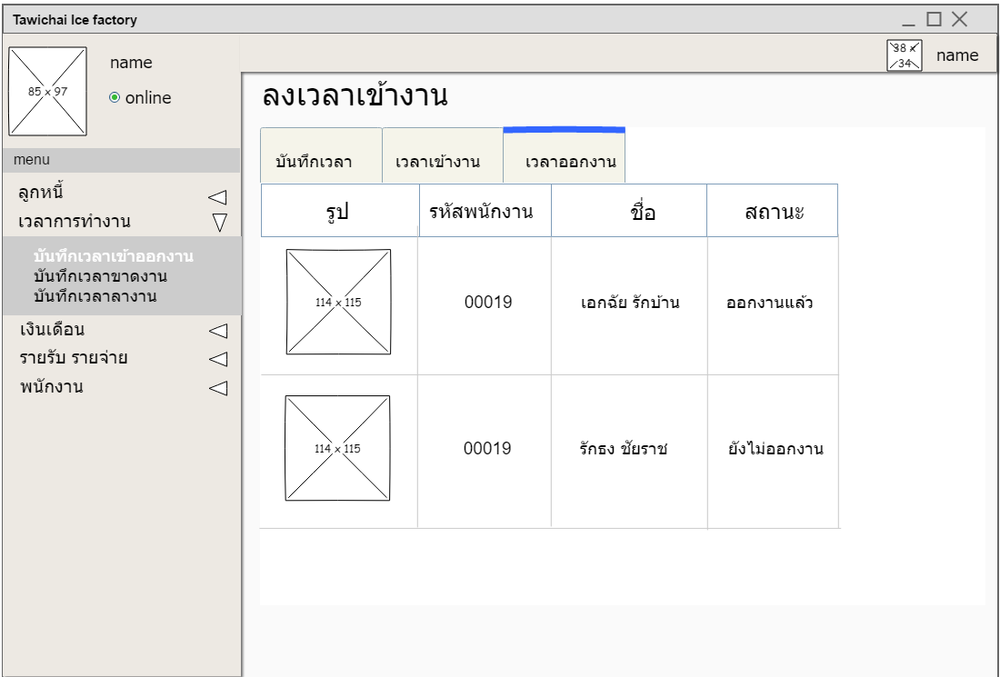 Tawichai Ice factory
85 x 97
name
online
38 x 34
name
menu
ลูกหนี้
เวลาการทำงาน
บันทึกเวลาเข้าออกงาน
บันทึกเวลาขาดงาน
บันทึกเวลาลางาน
เงินเดือน
รายรับ รายจ่าย
พนักงาน
ลงเวลาเข้างาน
บันทึกเวลา เวลาเข้างาน เวลาออกงาน
รูป รหัสพนักงาน ชื่อ สถานะ
114 x 115 00019 เอกฉัย รักบ้าน ออกงานแล้ว
114 x 115 00019 รักธง ชัยราช ยังไม่ออกงาน